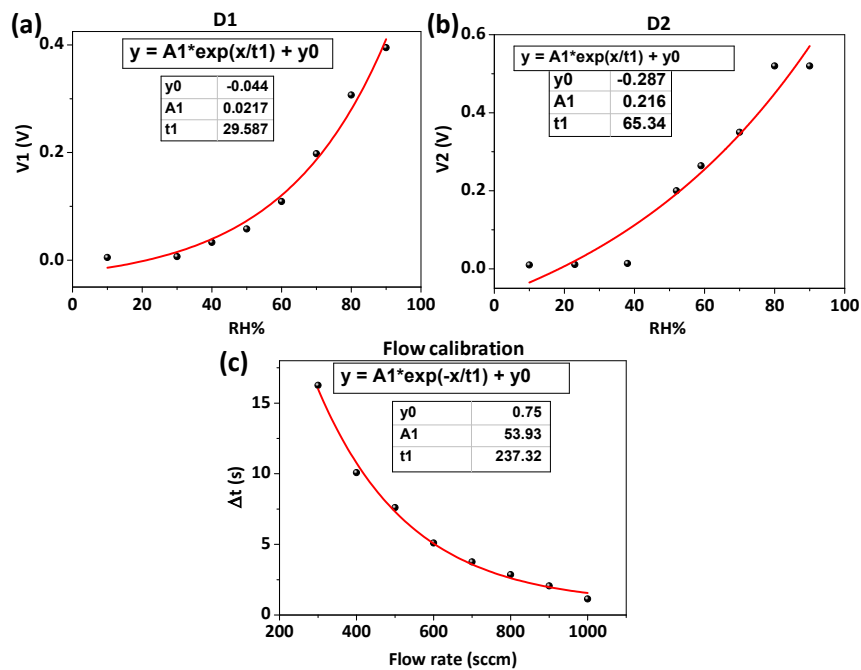 (a)
D1
y = A1*exp(x/t1) + y0
y0 -0.044
A1 0.0217
t1 29.587
V1 (V)
0.4
0.2
0.0
0 20 40 60 80 100
RH%
(b)
D2
y = A1*exp(x/t1) + y0
y0 -0.287
A1 0.216
t1 65.34
V2 (V)
0.6
0.4
0.2
0.0
0 20 40 60 80 100
RH%
(c)
Flow calibration
y = A1*exp(-x/t1) + y0
y0 0.75
A1 53.93
t1 237.32
Δt (s)
15
10
5
0
200 400 600 800 1000
Flow rate (sccm)